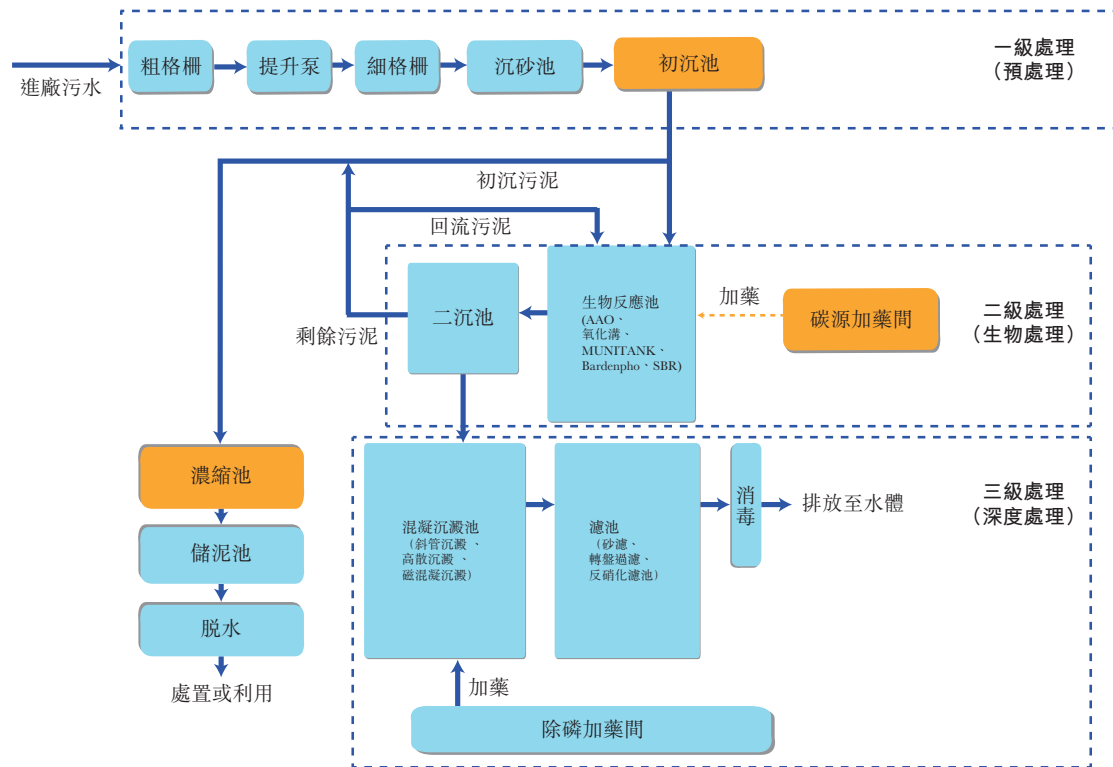 進廠污水
粗格柵
提升泵
細格柵
沉砂池
初沉池
一級處理
（預處理）
初沉污泥
回流污泥
剩餘污泥
二沉池
生物反應池
(AAO、
氧化溝、
MUNITANK、
Bardenpho、SBR)
加藥
碳源加藥間
二級處理
（生物處理）
濃縮池
儲泥池
脱水
處置或利用
混凝沉澱池
（斜管沉澱 、
高散沉澱 、
磁混凝沉澱）
濾池
（砂濾、
轉盤過濾、
反硝化濾池）
消
毒
排放至水體
三級處理
（深度處理）
加藥
除磷加藥間